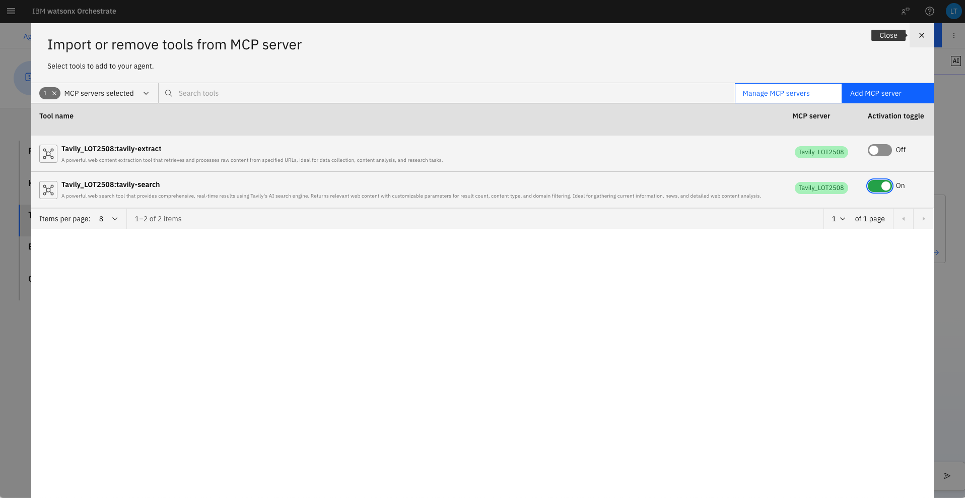 IBM watsonx Orchestrate
LT
Import or remove tools from MCP server
Close
Select tools to add to your agent.
1 × MCP servers selected
Search tools
Manage MCP servers
Add MCP server
Tool name
MCP server
Activation toggle
Tavily_LOT2508:tavily-extract
A powerful web content extraction tool that retrieves and processes raw content from specified URLs, ideal for data collection, content analysis, and research tasks.
Tavily_LOT2508
Off
Tavily_LOT2508:tavily-search
A powerful web search tool that provides comprehensive, real-time results using Tavily's AI search engine. Returns relevant web content with customizable parameters for result count, content type, and domain filtering. Ideal for gathering current information, news, and detailed web content analysis.
Tavily_LOT2508
On
Items per page: 8
1–2 of 2 items
1 of 1 page
AI